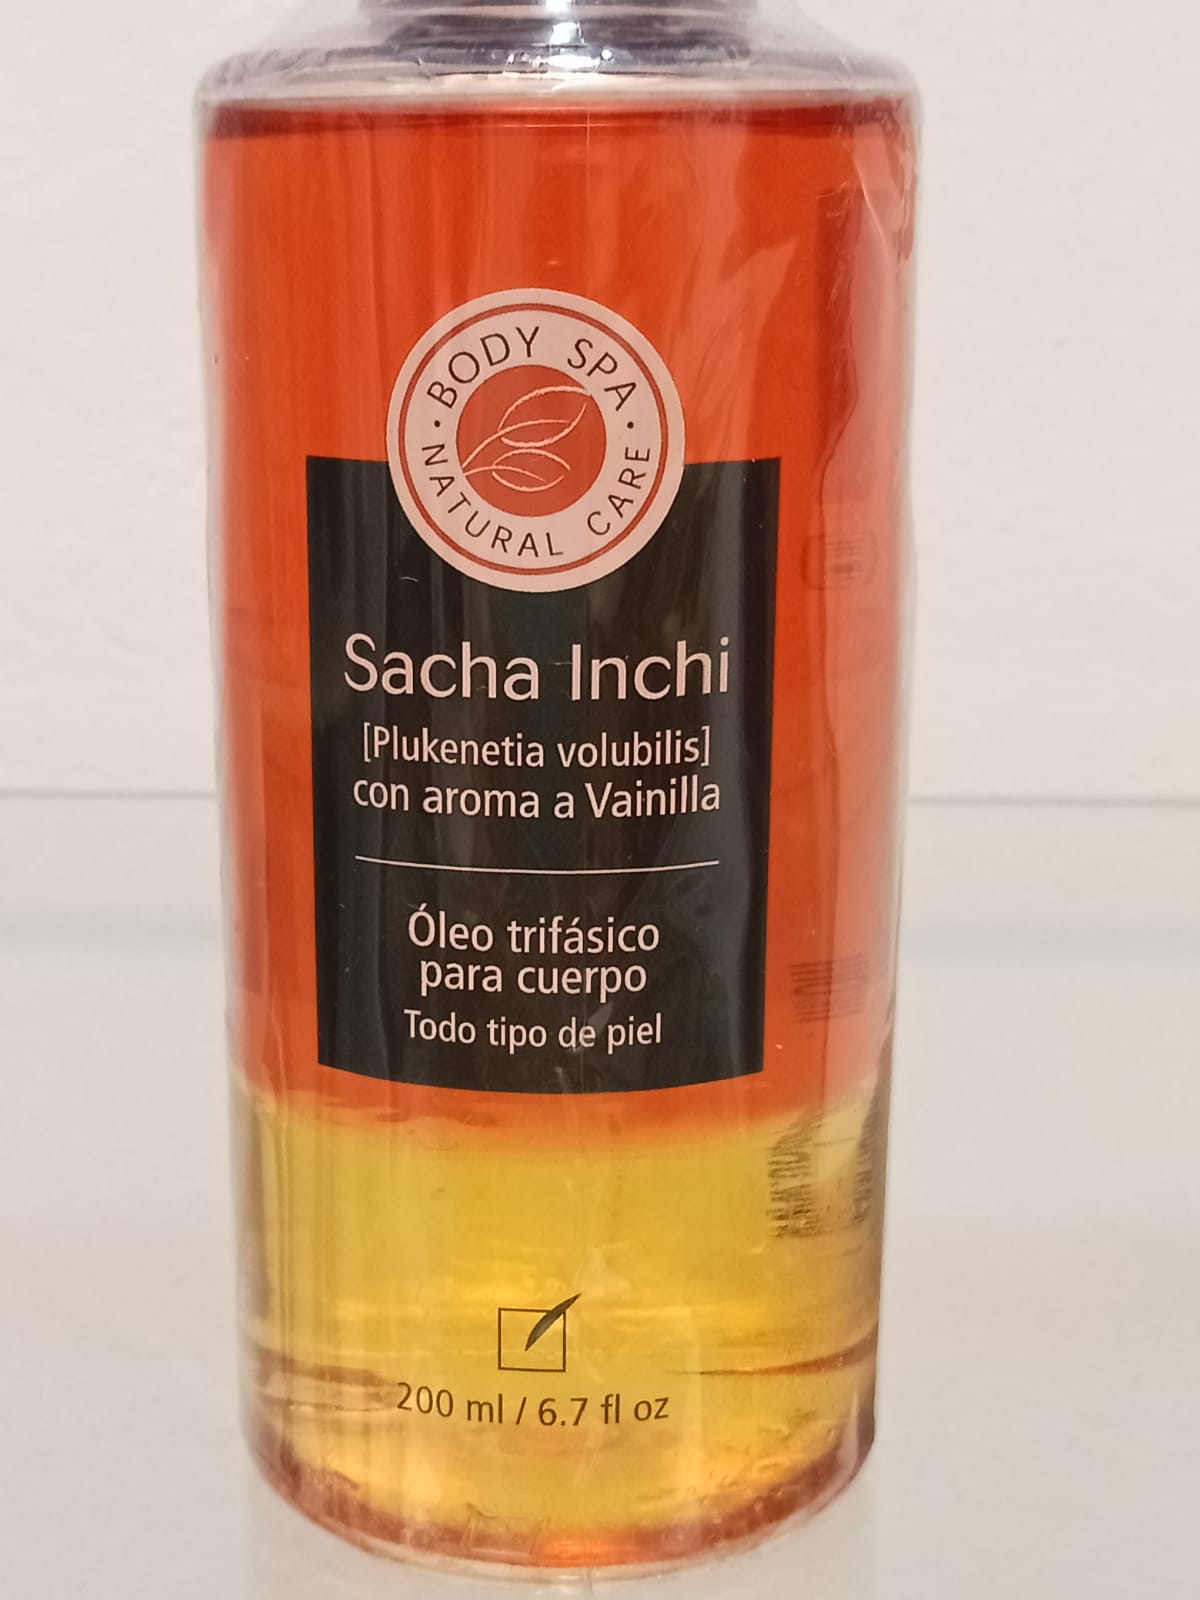 BODY SPA
NATURAL CARE
Sacha Inchi
[Plukenetia volubilis]
con aroma a Vainilla
Óleo trifásico
para cuerpo
Todo tipo de piel
200 ml / 6.7 fl oz